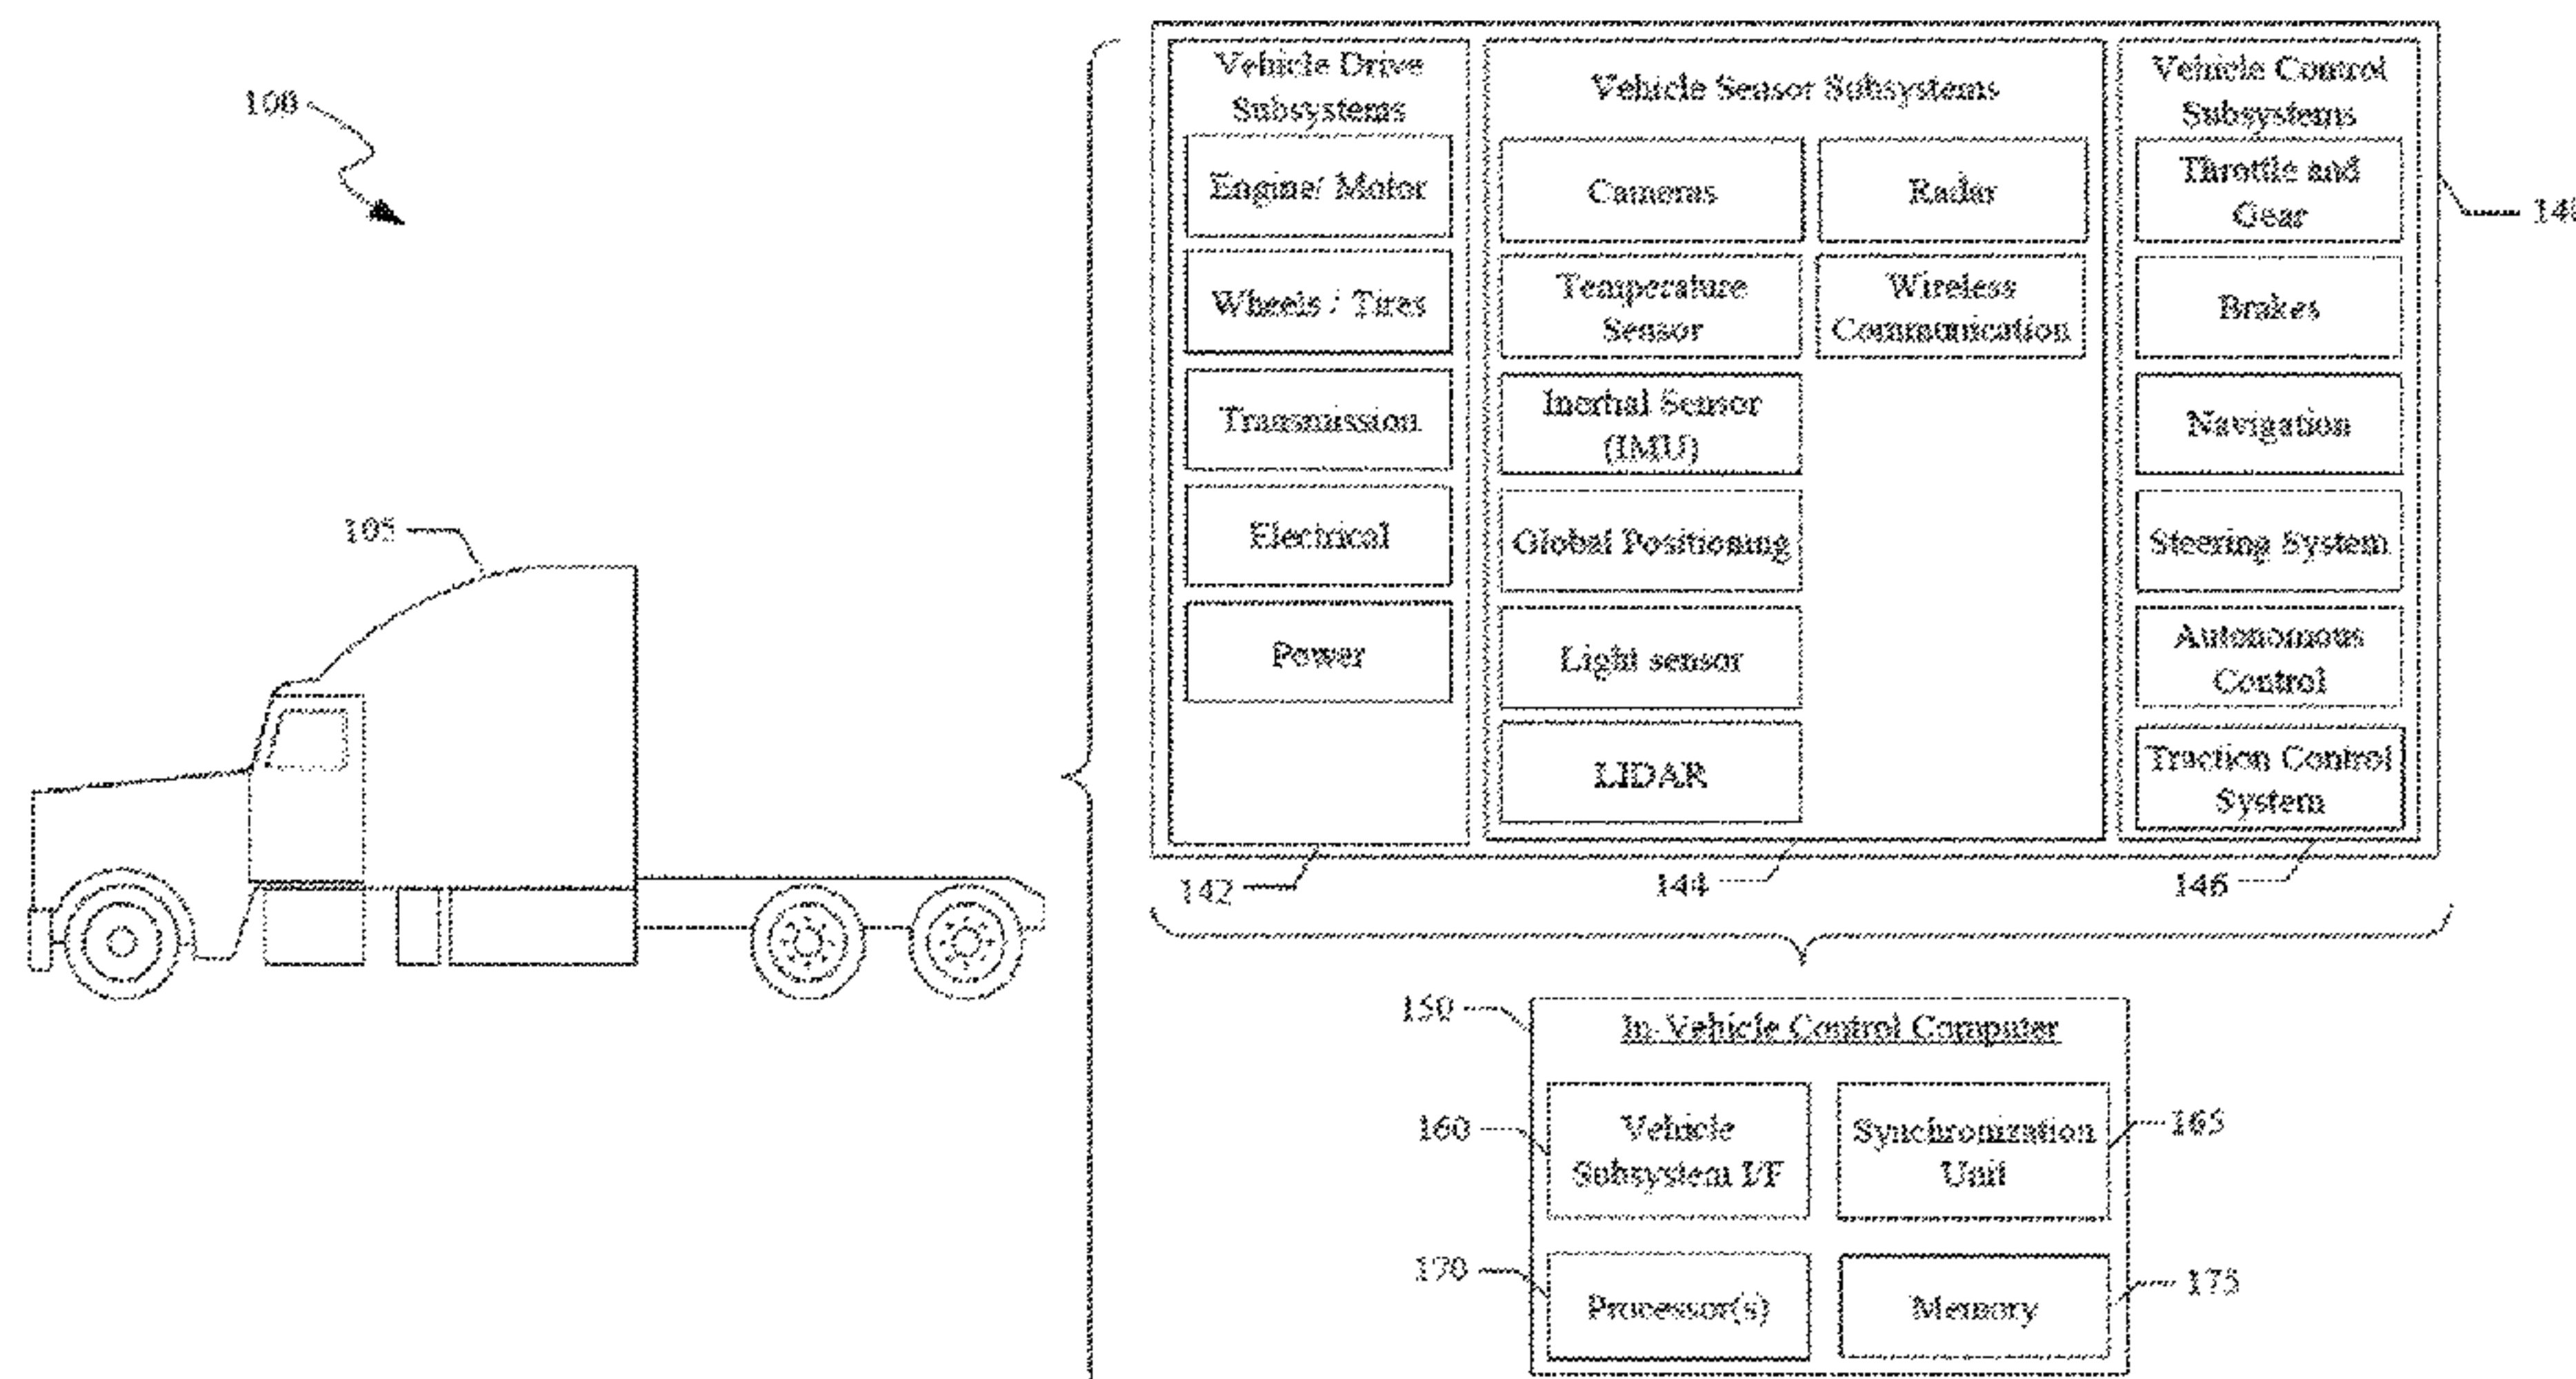 100
105
Vehicle Drive
Subsystems
Engine/ Motor
Wheels / Tires
Transmission
Electrical
Power
142
Vehicle Sensor Subsystems
Cameras
Radar
Temperature
Sensor
Wireless
Communication
Inertial Sensor
(IMU)
Global Positioning
Light sensor
LIDAR
144
Vehicle Control
Subsystems
Throttle and
Gear
Brakes
Navigation
Steering System
Autonomous
Control
Traction Control
System
146
150
In-Vehicle Control Computer
160
Vehicle
Subsystem I/F
Synchronization
Unit
165
170
Processor(s)
Memory
175